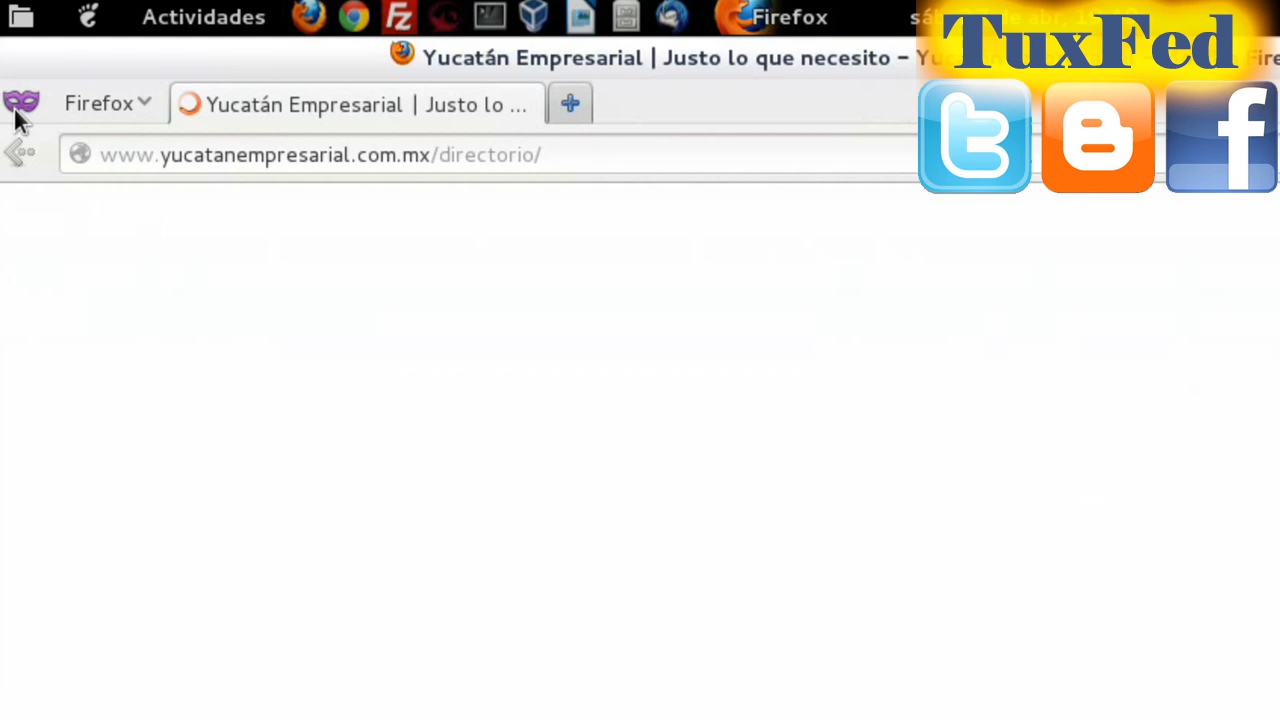 Actividades
Firefox
TuxFed
Yucatán Empresarial | Justo lo que necesito –
Firefox
Yucatán Empresarial | Justo lo ...
www.yucatanempresarial.com.mx/directorio/